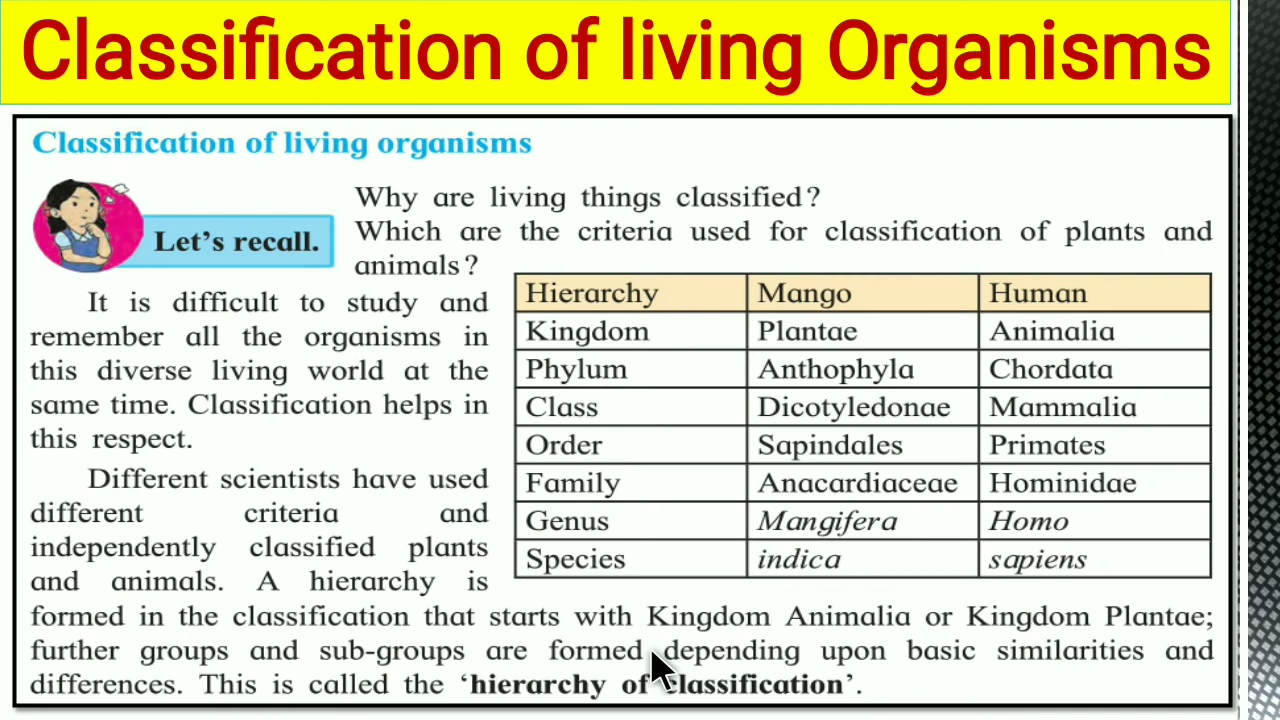 Classification of living Organisms
Classification of living organisms
Let's recall.
Why are living things classified?
Which are the criteria used for classification of plants and
animals?
It is difficult to study and
remember all the organisms in
this diverse living world at the
same time. Classification helps in
this respect.
Different scientists have used
different criteria and
independently classified plants
and animals. A hierarchy is
Hierarchy Mango Human
Kingdom Plantae Animalia
Phylum Anthophyla Chordata
Class Dicotyledonae Mammalia
Order Sapindales Primates
Family Anacardiaceae Hominidae
Genus Mangifera Homo
Species indica sapiens
formed in the classification that starts with Kingdom Animalia or Kingdom Plantae;
further groups and sub-groups are formed depending upon basic similarities and
differences. This is called the 'hierarchy of classification'.